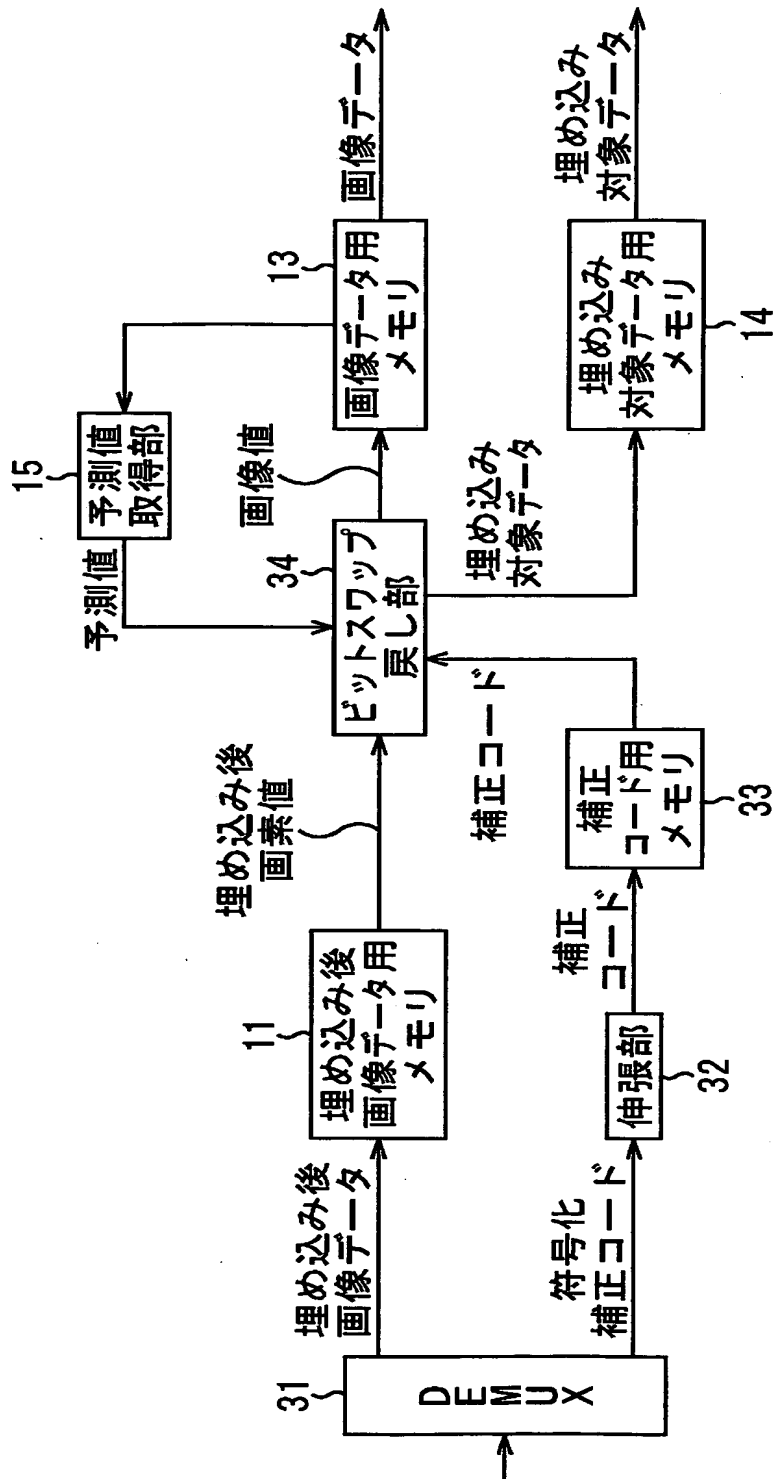 31
DEMUX
埋め込み後
画像データ
11
埋め込み後
画像データ用
メモリ
埋め込み後
画素値
予測値
15
予測値
取得部
34
ビットスワップ
戻し部
画像値
13
画像データ用
メモリ
画像データ
符号化
補正コード
伸張部
32
補正
コード
補正
コード用
メモリ
33
補正コード
埋め込み
対象データ
埋め込み
対象データ用
メモリ
14
埋め込み
対象データ